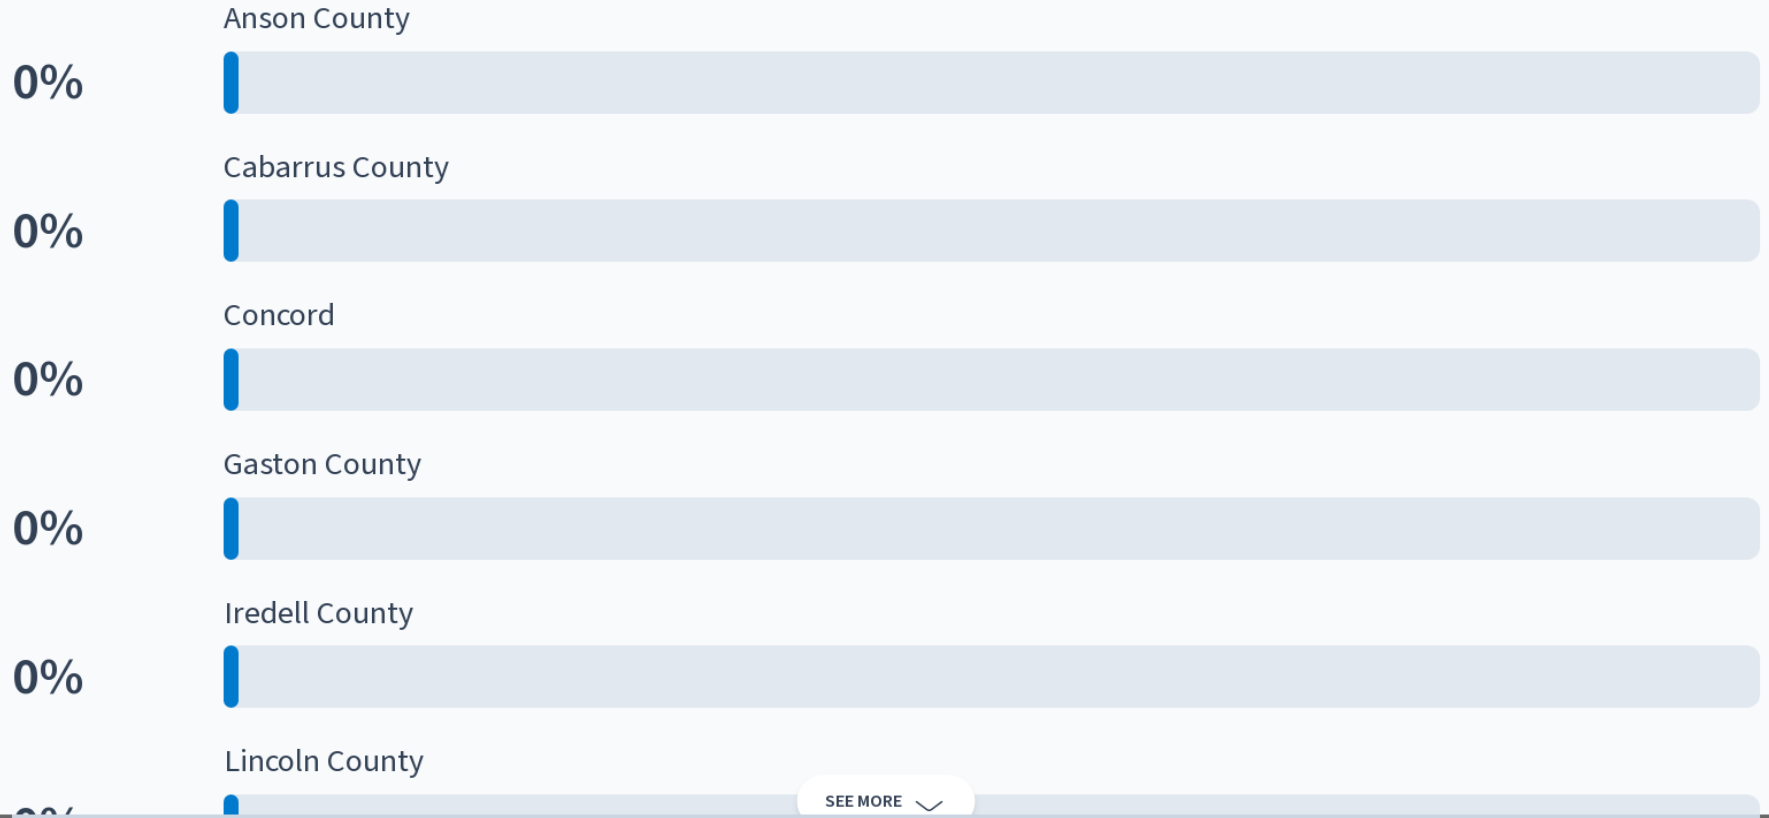 Anson County
0%
Cabarrus County
0%
Concord
0%
Gaston County
0%
Iredell County
0%
Lincoln County
SEE MORE